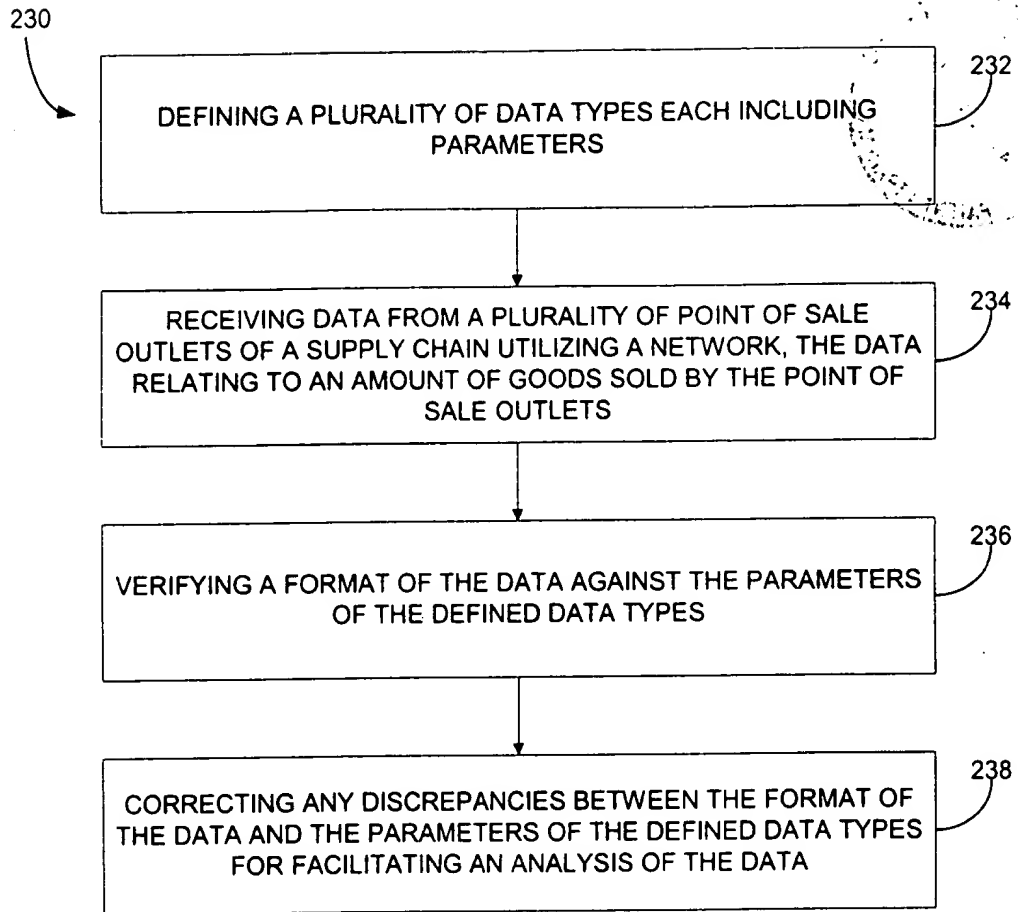 230
232
DEFINING A PLURALITY OF DATA TYPES EACH INCLUDING
PARAMETERS
234
RECEIVING DATA FROM A PLURALITY OF POINT OF SALE
OUTLETS OF A SUPPLY CHAIN UTILIZING A NETWORK, THE DATA
RELATING TO AN AMOUNT OF GOODS SOLD BY THE POINT OF
SALE OUTLETS
236
VERIFYING A FORMAT OF THE DATA AGAINST THE PARAMETERS
OF THE DEFINED DATA TYPES
238
CORRECTING ANY DISCREPANCIES BETWEEN THE FORMAT OF
THE DATA AND THE PARAMETERS OF THE DEFINED DATA TYPES
FOR FACILITATING AN ANALYSIS OF THE DATA